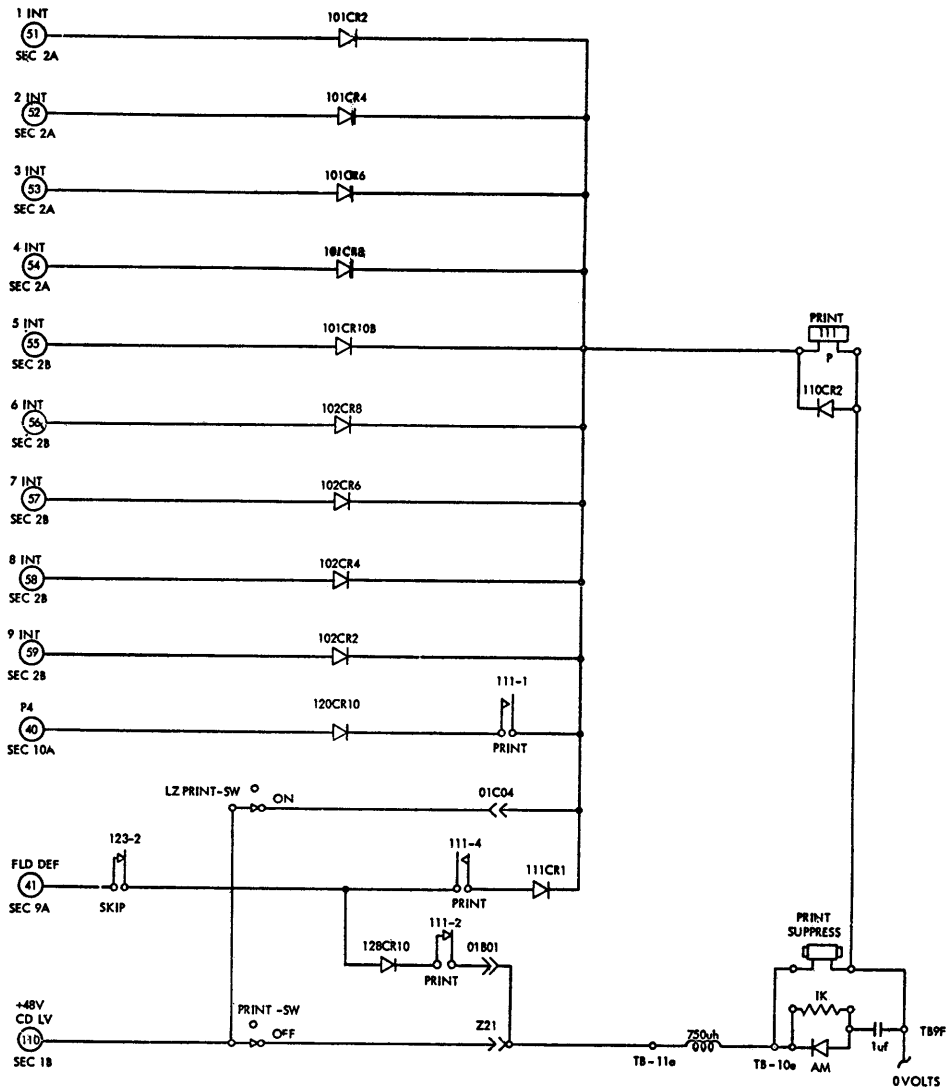 1 INT
51
SEC 2A
101CR2
2 INT
52
SEC 2A
101CR4
3 INT
53
SEC 2A
101CR6
4 INT
54
SEC 2A
101CR8
5 INT
55
SEC 2B
101CR10B
PRINT
111
P
110CR2
6 INT
56
SEC 2B
102CR8
7 INT
57
SEC 2B
102CR6
8 INT
58
SEC 2B
102CR4
9 INT
59
SEC 2B
102CR2
P4
40
SEC 10A
120CR10
111-1
PRINT
LZ PRINT-SW
ON
01C04
FLD DEF
41
SEC 9A
123-2
SKIP
111-4
PRINT
111CR1
128CR10
111-2
PRINT
01B01
PRINT
SUPPRESS
+48V
CD LV
110
SEC 1B
PRINT -SW
OFF
Z21
TB-11e
750uh
TB-10e
1K
AM
1uf
TB9F
0 VOLTS